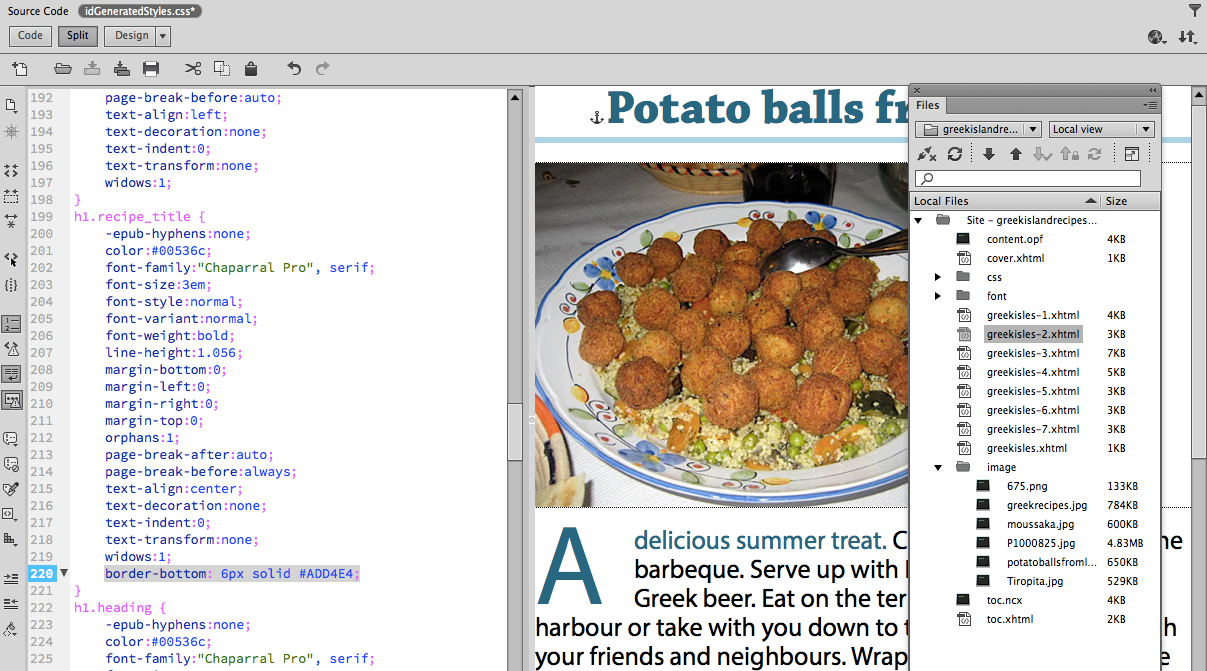 Source Code idGeneratedStyles.css*
Code Split Design
192 page-break-before:auto;
193 text-align:left;
194 text-decoration:none;
195 text-indent:0;
196 text-transform:none;
197 widows:1;
198 }
199 h1.recipe_title {
200 -epub-hyphens:none;
201 color:#00536c;
202 font-family:"Chaparral Pro", serif;
203 font-size:3em;
204 font-style:normal;
205 font-variant:normal;
206 font-weight:bold;
207 line-height:1.056;
208 margin-bottom:0;
209 margin-left:0;
210 margin-right:0;
211 margin-top:0;
212 orphans:1;
213 page-break-after:auto;
214 page-break-before:always;
215 text-align:center;
216 text-decoration:none;
217 text-indent:0;
218 text-transform:none;
219 widows:1;
220 border-bottom: 6px solid #ADD4E4;
221 }
222 h1.heading {
223 -epub-hyphens:none;
224 color:#00536c;
225 font-family:"Chaparral Pro", serif;
Potato balls fr
A delicious summer treat. C
barbeque. Serve up with
Greek beer. Eat on the ter
harbour or take with you down to t
your friends and neighbours. Wrap
he
h
e
Files
greekislandre... Local view
Local Files Size
Site - greekislandrecipes...
content.opf 4KB
cover.xhtml 1KB
css
font
greekisles-1.xhtml 4KB
greekisles-2.xhtml 3KB
greekisles-3.xhtml 7KB
greekisles-4.xhtml 5KB
greekisles-5.xhtml 3KB
greekisles-6.xhtml 3KB
greekisles-7.xhtml 3KB
greekisles.xhtml 1KB
image
675.png 133KB
greekrecipes.jpg 784KB
moussaka.jpg 600KB
P1000825.jpg 4.83MB
potatoballsfroml... 650KB
Tiropita.jpg 529KB
toc.ncx 4KB
toc.xhtml 2KB